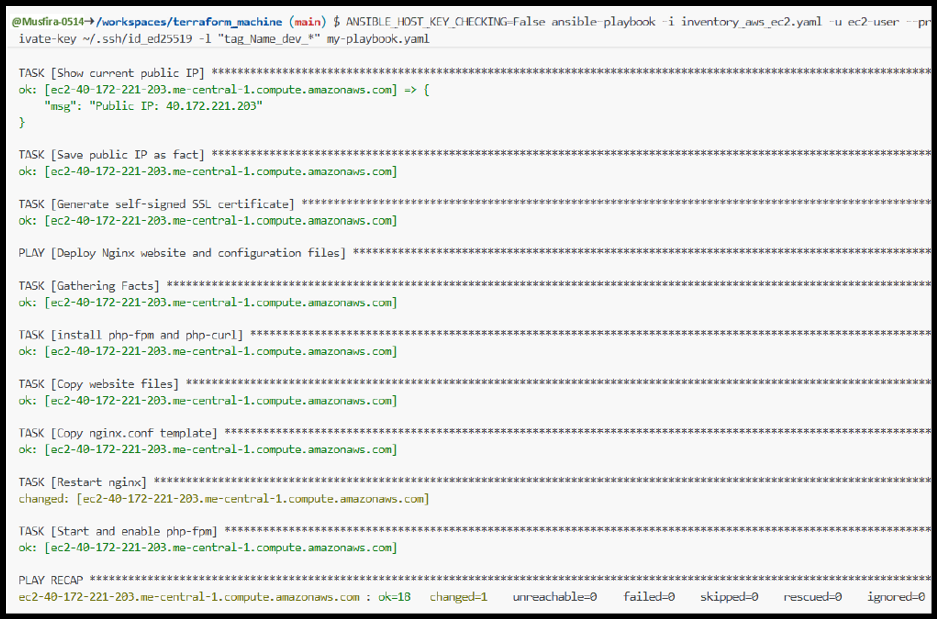 @Musfira-0514→/workspaces/terraform_machine (main) $ ANSIBLE_HOST_KEY_CHECKING=False ansible-playbook -i inventory_aws_ec2.yaml -u ec2-user --pr
ivate-key ~/.ssh/id_ed25519 -l "tag_Name_dev_*" my-playbook.yaml
TASK [Show current public IP] ******************************************************************************************
ok: [ec2-40-172-221-203.me-central-1.compute.amazonaws.com] => {
    "msg": "Public IP: 40.172.221.203"
}
TASK [Save public IP as fact] ******************************************************************************************
ok: [ec2-40-172-221-203.me-central-1.compute.amazonaws.com]
TASK [Generate self-signed SSL certificate] ****************************************************************************
ok: [ec2-40-172-221-203.me-central-1.compute.amazonaws.com]
PLAY [Deploy Nginx website and configuration files] ********************************************************************
TASK [Gathering Facts] *************************************************************************************************
ok: [ec2-40-172-221-203.me-central-1.compute.amazonaws.com]
TASK [install php-fpm and php-curl] ************************************************************************************
ok: [ec2-40-172-221-203.me-central-1.compute.amazonaws.com]
TASK [Copy website files] **********************************************************************************************
ok: [ec2-40-172-221-203.me-central-1.compute.amazonaws.com]
TASK [Copy nginx.conf template] ****************************************************************************************
ok: [ec2-40-172-221-203.me-central-1.compute.amazonaws.com]
TASK [Restart nginx] ***************************************************************************************************
changed: [ec2-40-172-221-203.me-central-1.compute.amazonaws.com]
TASK [Start and enable php-fpm] ****************************************************************************************
ok: [ec2-40-172-221-203.me-central-1.compute.amazonaws.com]
PLAY RECAP *************************************************************************************************************
ec2-40-172-221-203.me-central-1.compute.amazonaws.com : ok=18   changed=1    unreachable=0    failed=0    skipped=0    rescued=0    ignored=0